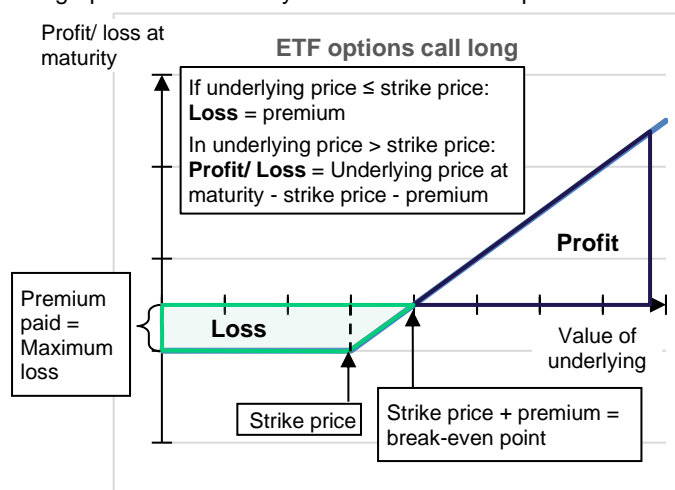 Profit/ loss at
maturity
ETF options call long
If underlying price ≤ strike price:
Loss = premium
In underlying price > strike price:
Profit/ Loss = Underlying price at
maturity - strike price - premium
Profit
Premium
paid =
Maximum
loss
Loss
Value of
underlying
Strike price
Strike price + premium =
break-even point